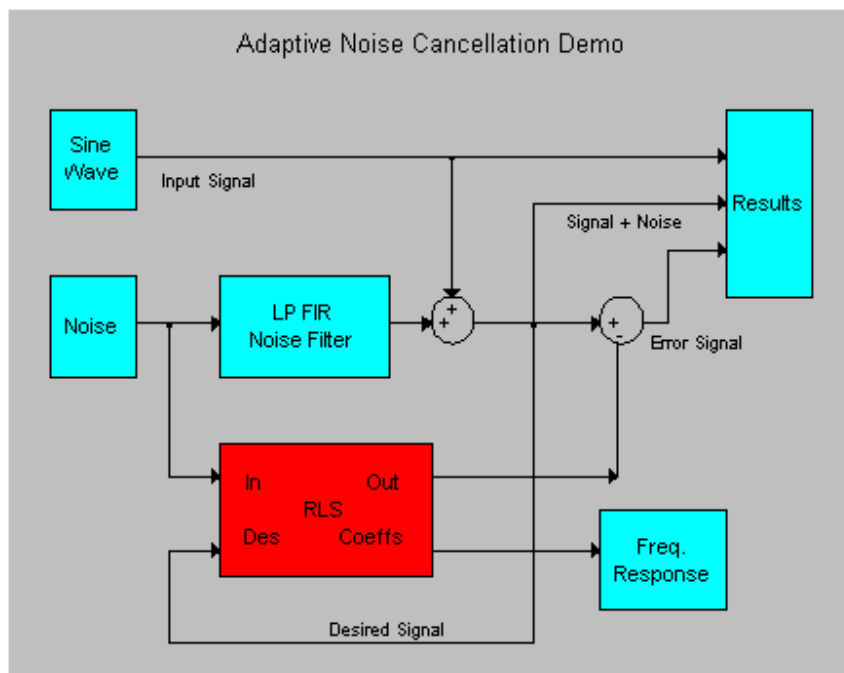 Adaptive Noise Cancellation Demo
Sine
Wave
Input Signal
Results
Signal + Noise
Noise
LP FIR
Noise Filter
+
+
+
-
Error Signal
In Out
RLS
Des Coeffs
Freq.
Response
Desired Signal